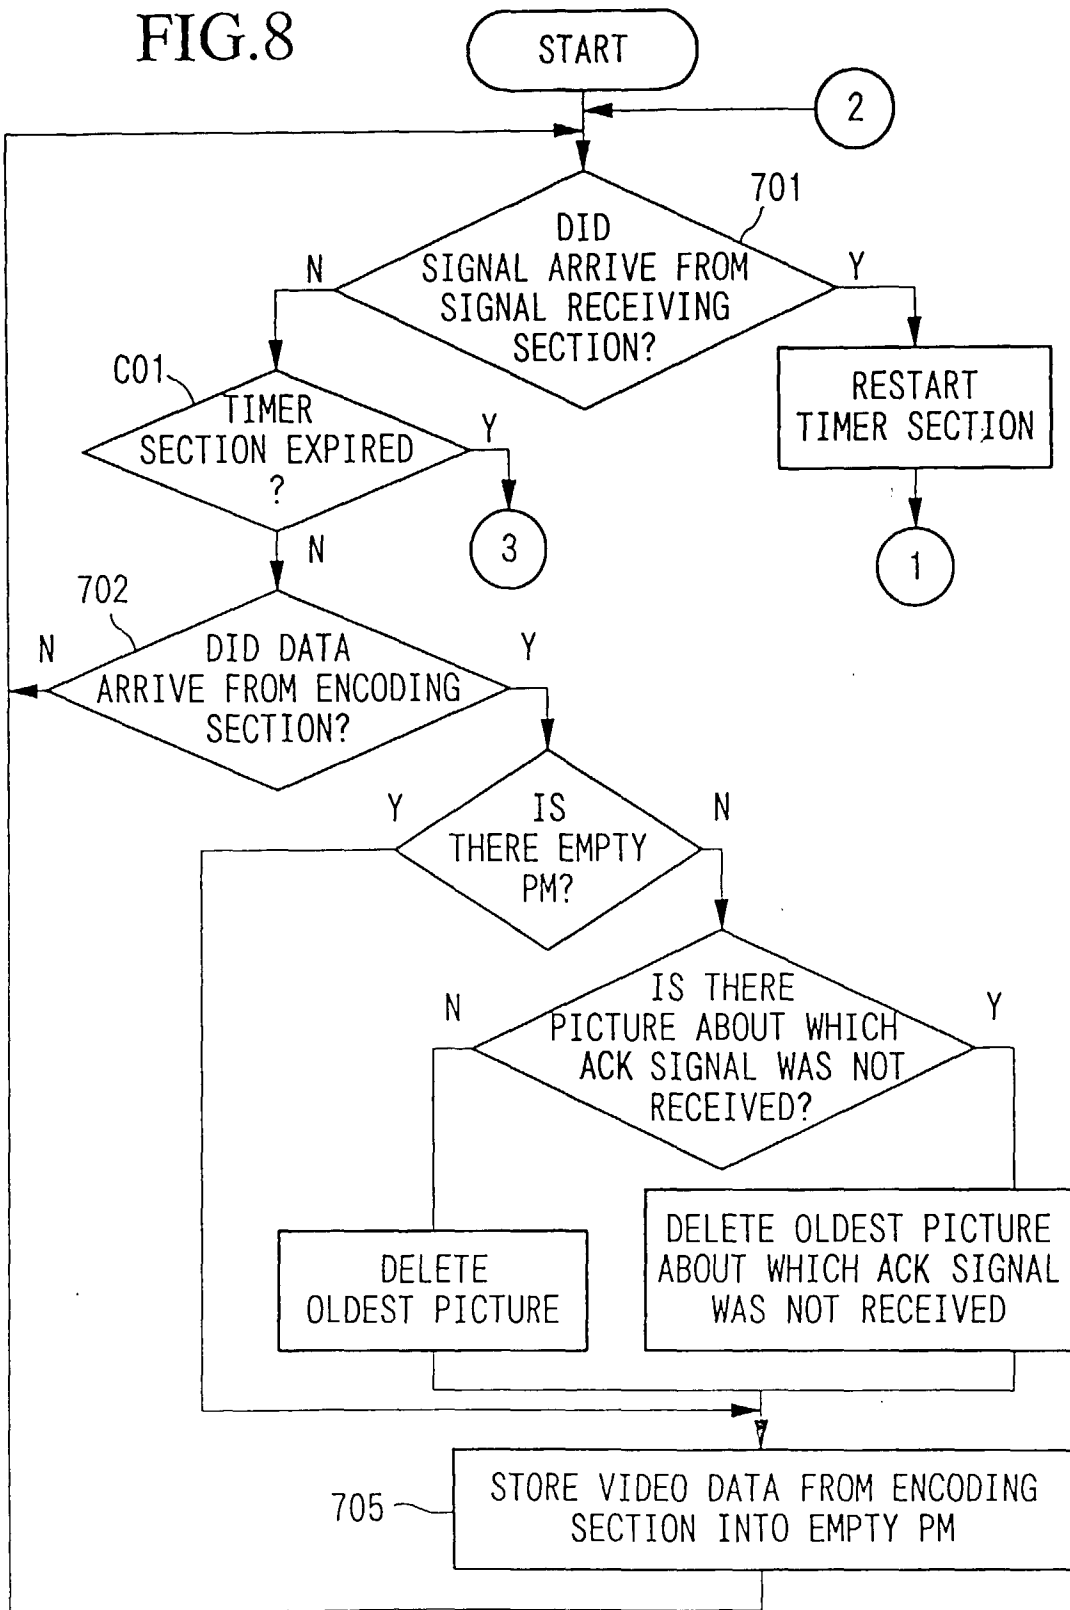 FIG.8
START
2
701
DID
SIGNAL ARRIVE FROM
SIGNAL RECEIVING
SECTION?
N
Y
C01
TIMER
SECTION EXPIRED
?
Y
N
RESTART
TIMER SECTION
3
1
702
DID DATA
ARRIVE FROM ENCODING
SECTION?
N
Y
IS
THERE EMPTY
PM?
Y
N
IS THERE
PICTURE ABOUT WHICH
ACK SIGNAL WAS NOT
RECEIVED?
N
Y
DELETE
OLDEST PICTURE
DELETE OLDEST PICTURE
ABOUT WHICH ACK SIGNAL
WAS NOT RECEIVED
705
STORE VIDEO DATA FROM ENCODING
SECTION INTO EMPTY PM